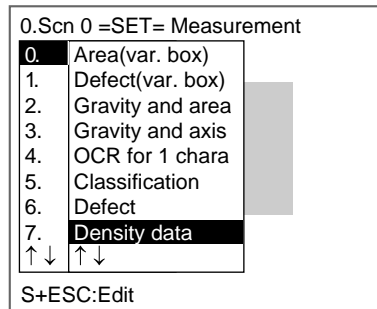 0.Scn 0 =SET= Measurement
0. Area(var. box)
1. Defect(var. box)
2. Gravity and area
3. Gravity and axis
4. OCR for 1 chara
5. Classification
6. Defect
7. Density data
↑↓ ↑↓
S+ESC:Edit